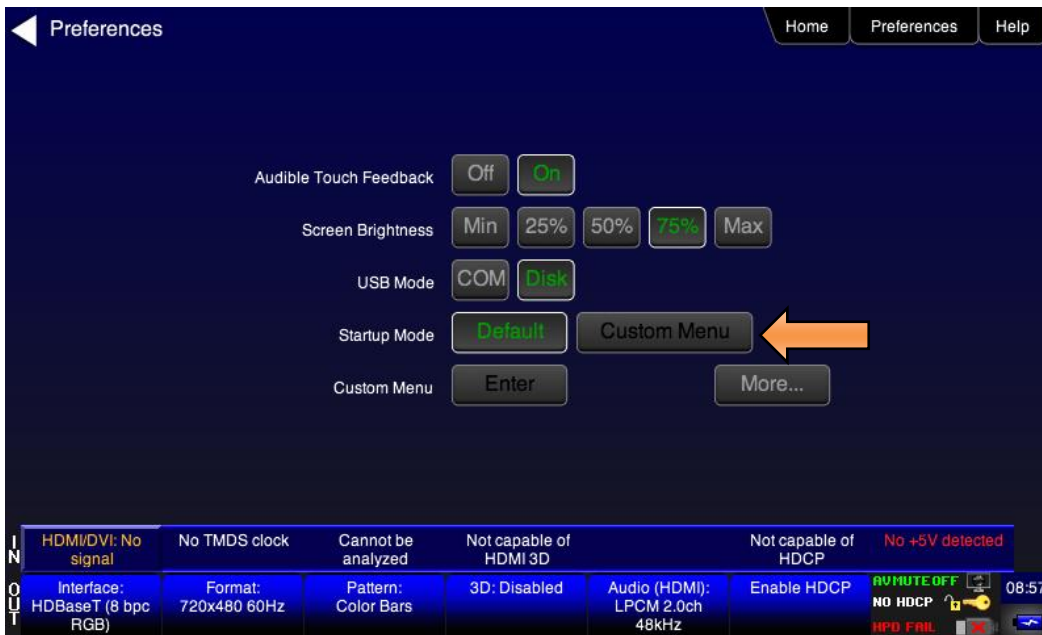 Preferences
Home Preferences Help
Audible Touch Feedback Off On
Screen Brightness Min 25% 50% 75% Max
USB Mode COM Disk
Startup Mode Default Custom Menu
Custom Menu Enter More...
IN
HDMI/DVI: No
signal
No TMDS clock
Cannot be
analyzed
Not capable of
HDMI 3D
Not capable of
HDCP
No +5V detected
OUT
Interface:
HDBaseT (8 bpc
RGB)
Format:
720x480 60Hz
Pattern:
Color Bars
3D: Disabled
Audio (HDMI):
LPCM 2.0ch
48kHz
Enable HDCP
AVMUTEOFF
NO HDCP
HPD FAIL
08:57